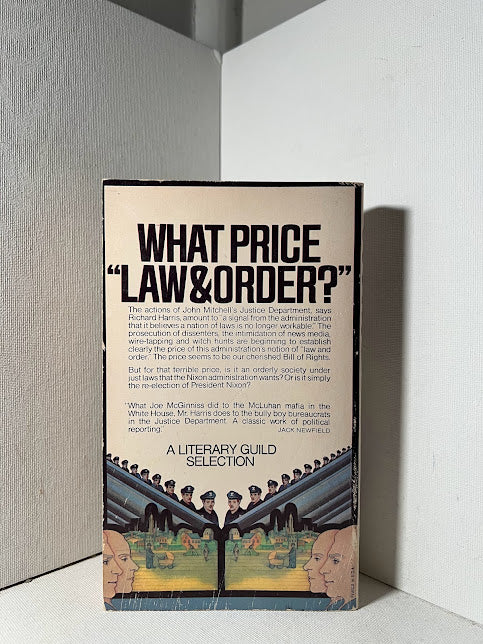 WHAT PRICE
“LAW&ORDER?”
The actions of John Mitchell's Justice Department, says
Richard Harris, amount to “a signal from the administration
that it believes a nation of laws is no longer workable.” The
prosecution of dissenters, the intimidation of news media,
wire-tapping and witch hunts are beginning to establish
clearly the price of this administration's notion of “law and
order.” The price seems to be our cherished Bill of Rights.
But for that terrible price, is it an orderly society under
just laws that the Nixon administration wants? Or is it simply
the re-election of President Nixon?
“What Joe McGinniss did to the McLuhan mafia in the
White House, Mr. Harris does to the bully boy bureaucrats
in the Justice Department. A classic work of political
reporting.” JACK NEWFIELD
A LITERARY GUILD
SELECTION